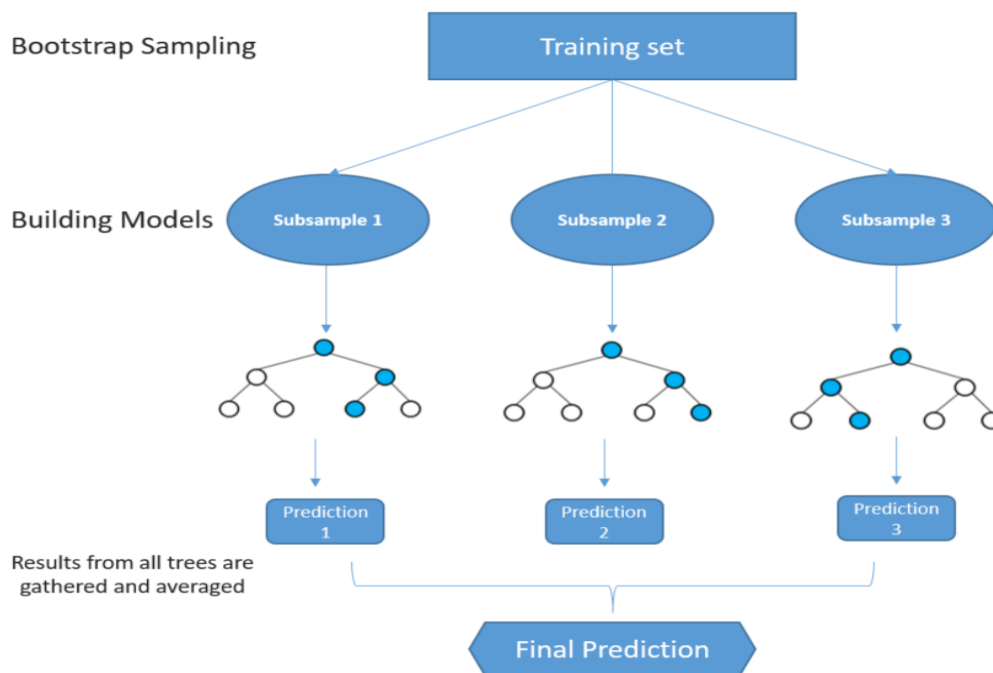 Bootstrap Sampling
Training set
Building Models
Subsample 1
Subsample 2
Subsample 3
Prediction
1
Prediction
2
Prediction
3
Results from all trees are
gathered and averaged
Final Prediction